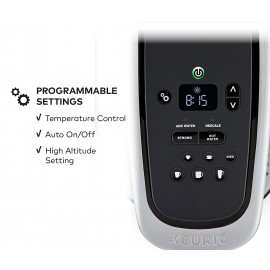 PROGRAMMABLE
SETTINGS
✓ Temperature Control
✓ Auto On/Off
✓ High Altitude
Setting
8:15
ADD WATER DESCALE
STRONG HOT
WATER
ICED
KEURIG